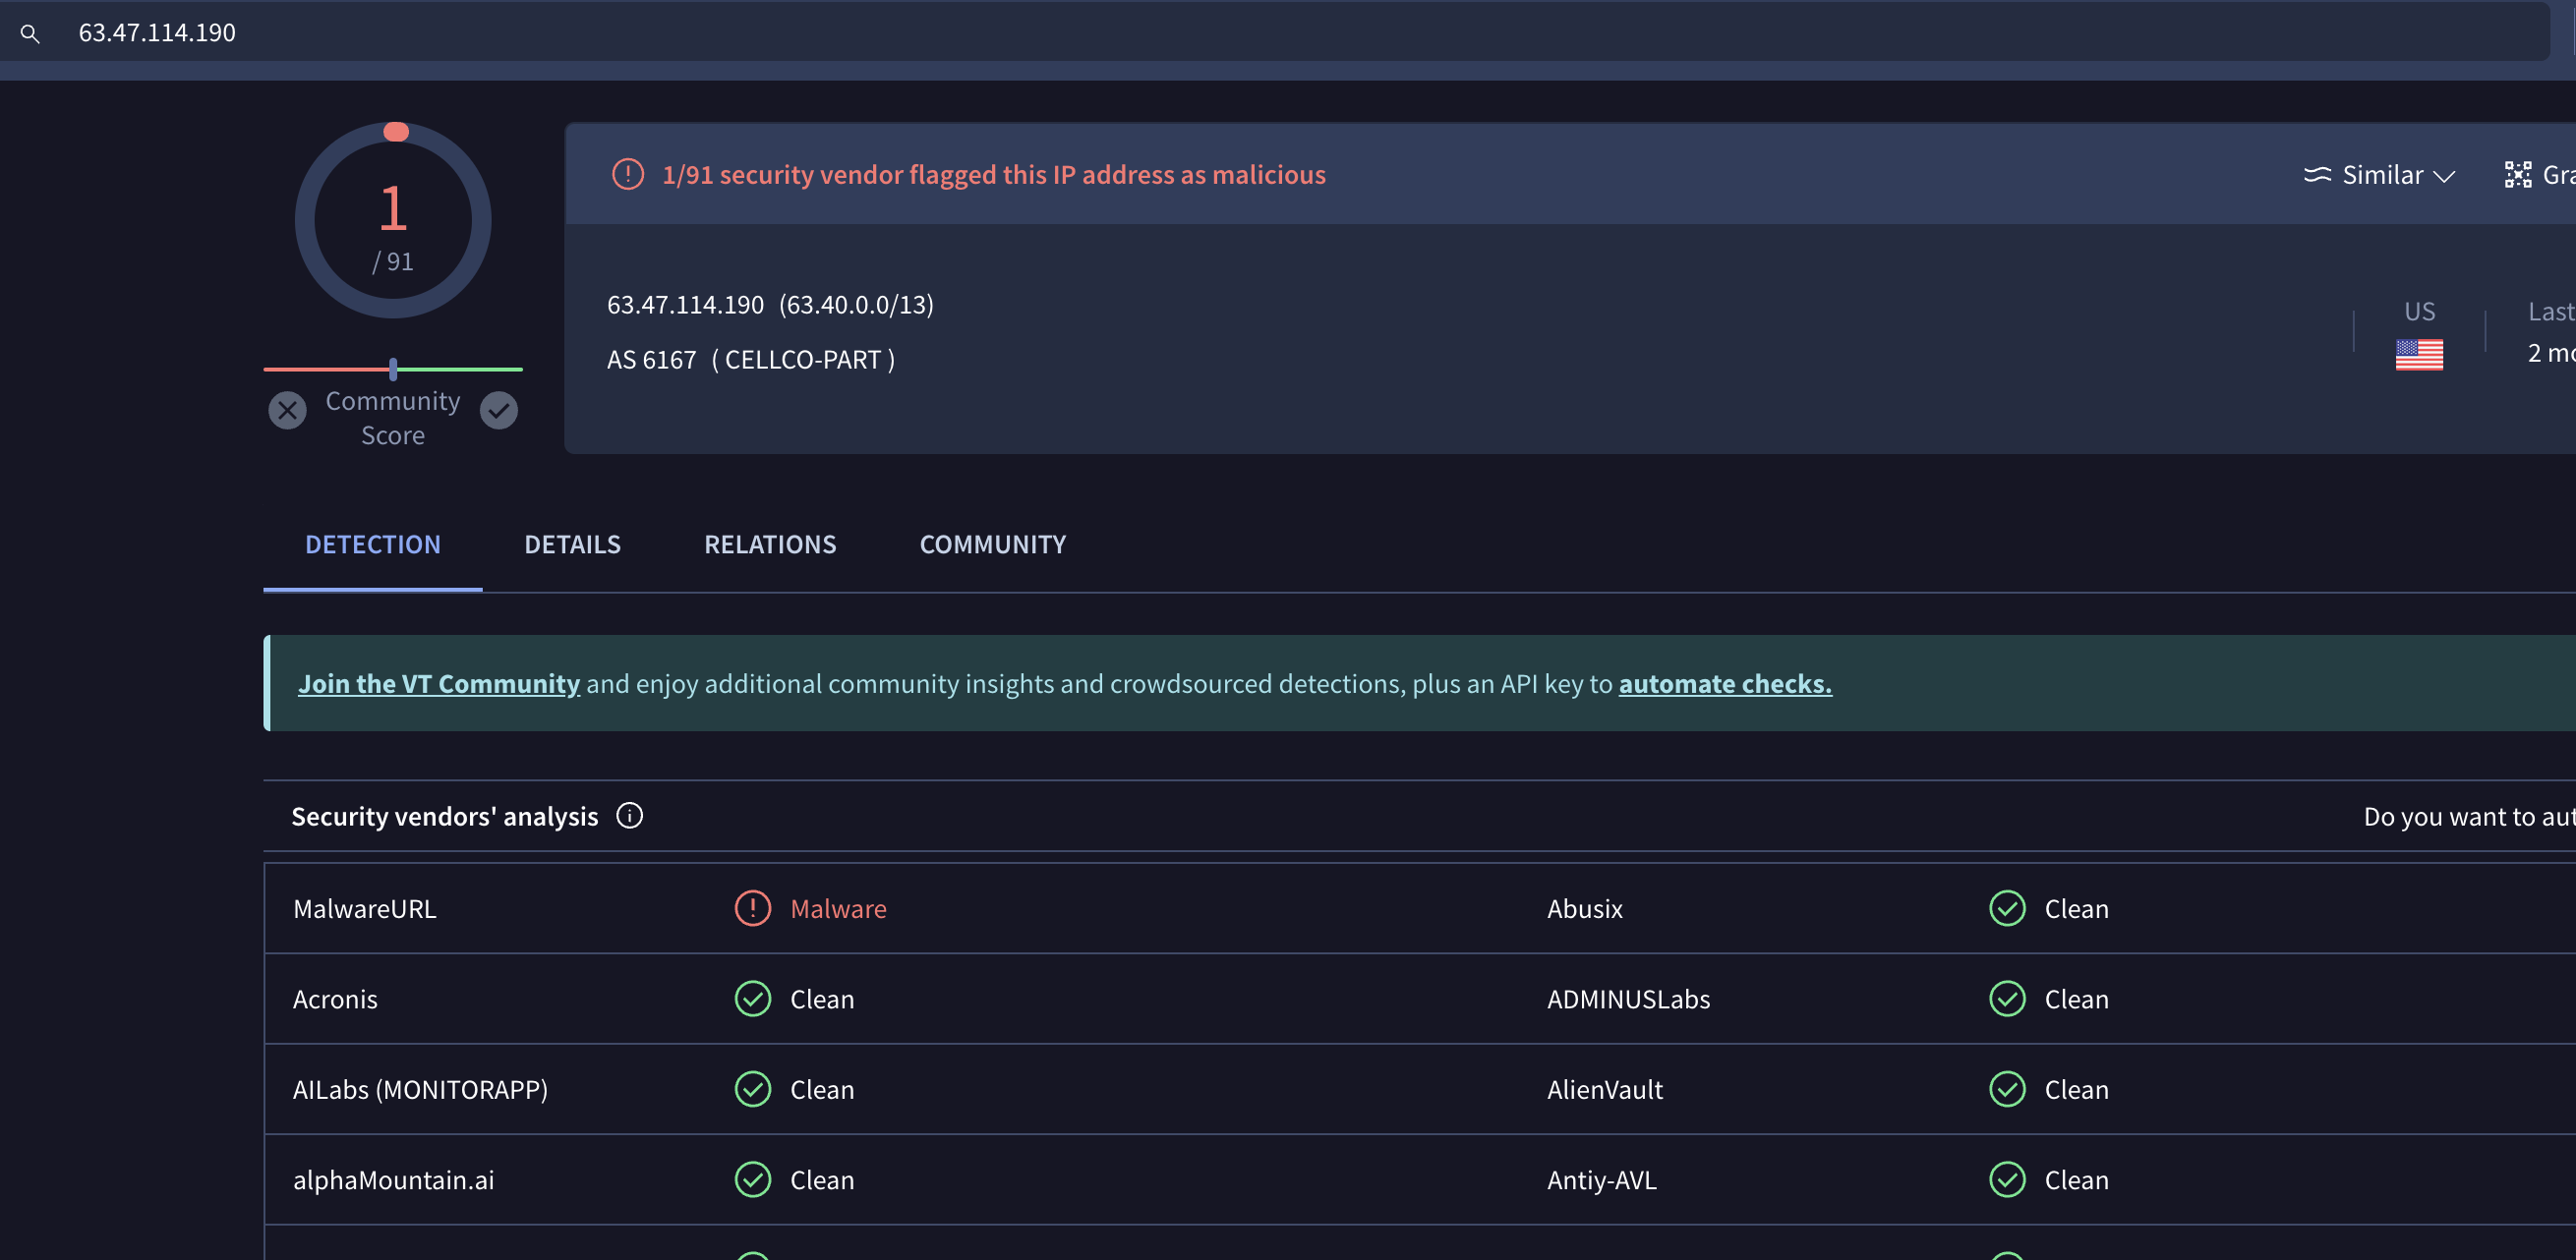 63.47.114.190
1
/ 91
Community
Score
1/91 security vendor flagged this IP address as malicious
Similar
63.47.114.190 (63.40.0.0/13)
AS 6167 ( CELLCO-PART )
US
Last
2
DETECTION DETAILS RELATIONS COMMUNITY
Join the VT Community and enjoy additional community insights and crowdsourced detections, plus an API key to automate checks.
Security vendors' analysis
Do you want to
MalwareURL Malware Abusix Clean
Acronis Clean ADMINUSLabs Clean
AILabs (MONITORAPP) Clean AlienVault Clean
alphaMountain.ai Clean Antiy-AVL Clean